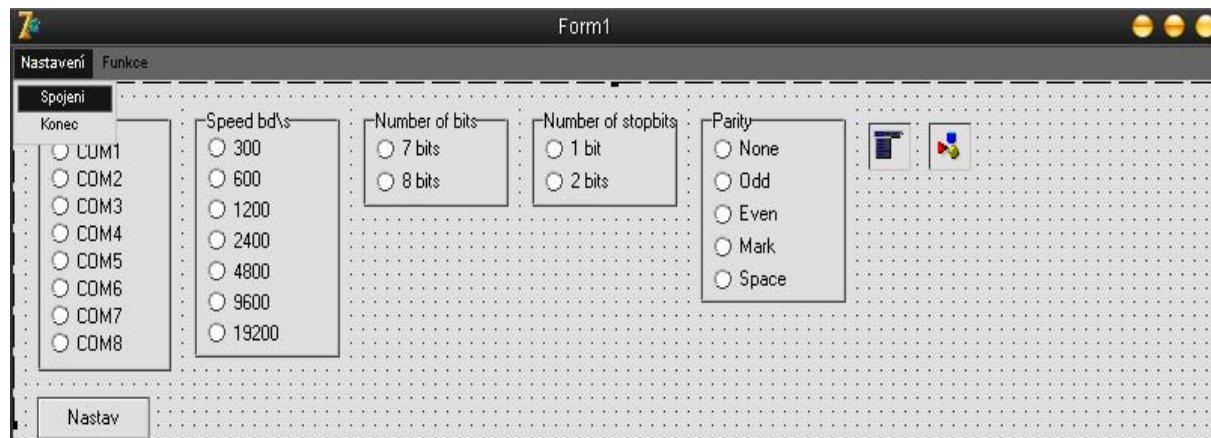 Form1
Nastavení Funkce
Spojení
Konec
COM1
COM2
COM3
COM4
COM5
COM6
COM7
COM8
Speed bd\s
300
600
1200
2400
4800
9600
19200
Number of bits
7 bits
8 bits
Number of stopbits
1 bit
2 bits
Parity
None
Odd
Even
Mark
Space
Nastav